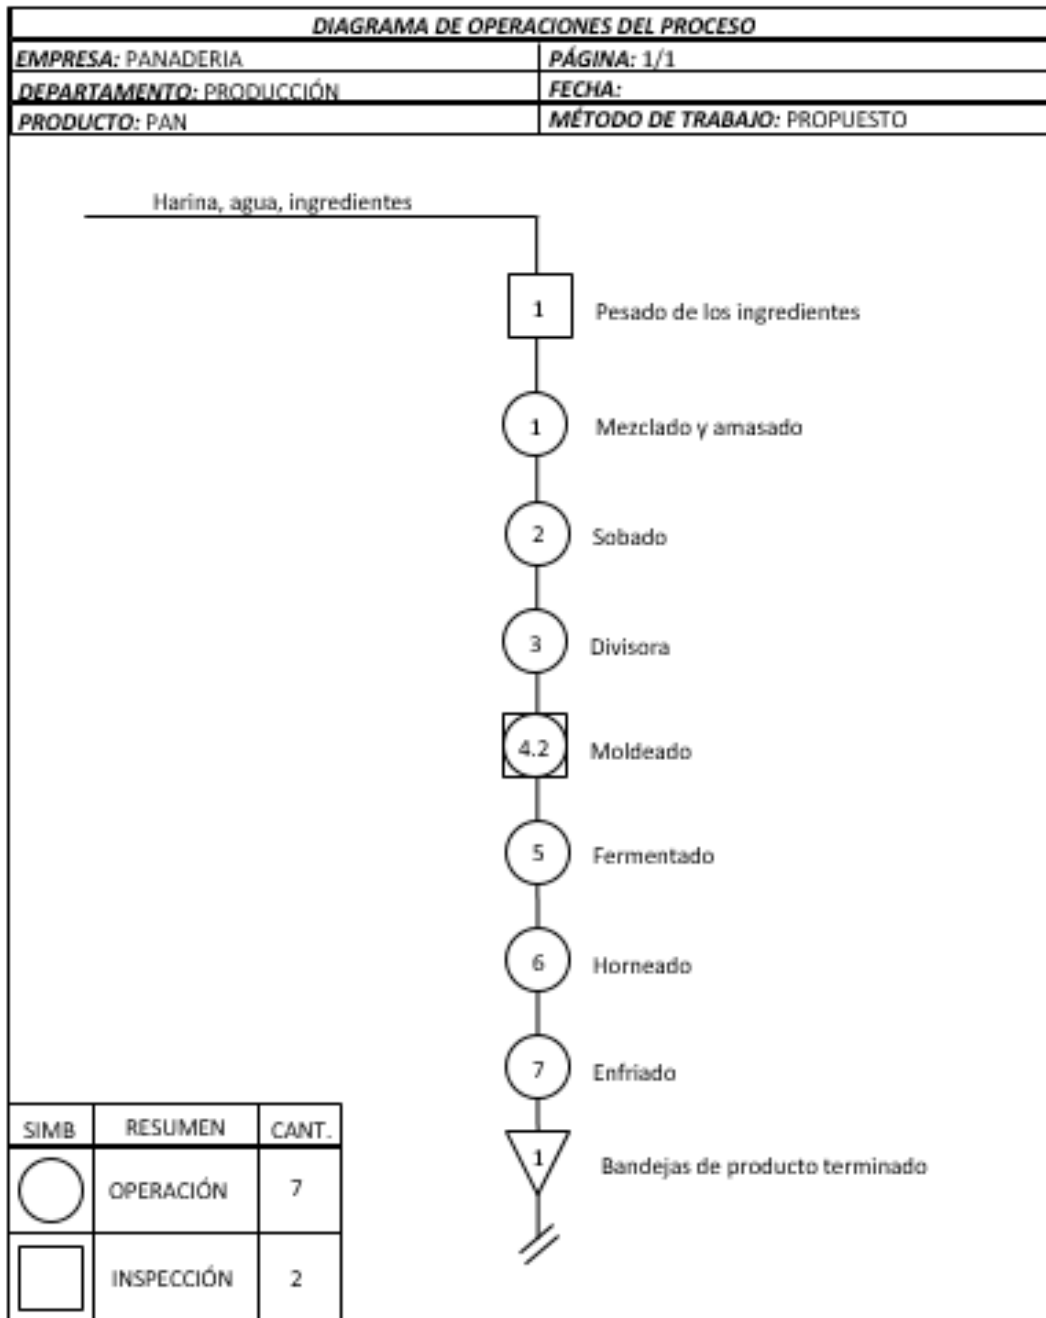 DIAGRAMA DE OPERACIONES DEL PROCESO
EMPRESA: PANADERIA
PÁGINA: 1/1
DEPARTAMENTO: PRODUCCIÓN
FECHA:
PRODUCTO: PAN
MÉTODO DE TRABAJO: PROPUESTO
Harina, agua, ingredientes
1 Pesado de los ingredientes
1 Mezclado y amasado
2 Sobado
3 Divisora
4.2 Moldeado
5 Fermentado
6 Horneado
7 Enfriado
1 Bandejas de producto terminado
SIMB RESUMEN CANT.
OPERACIÓN 7
INSPECCIÓN 2